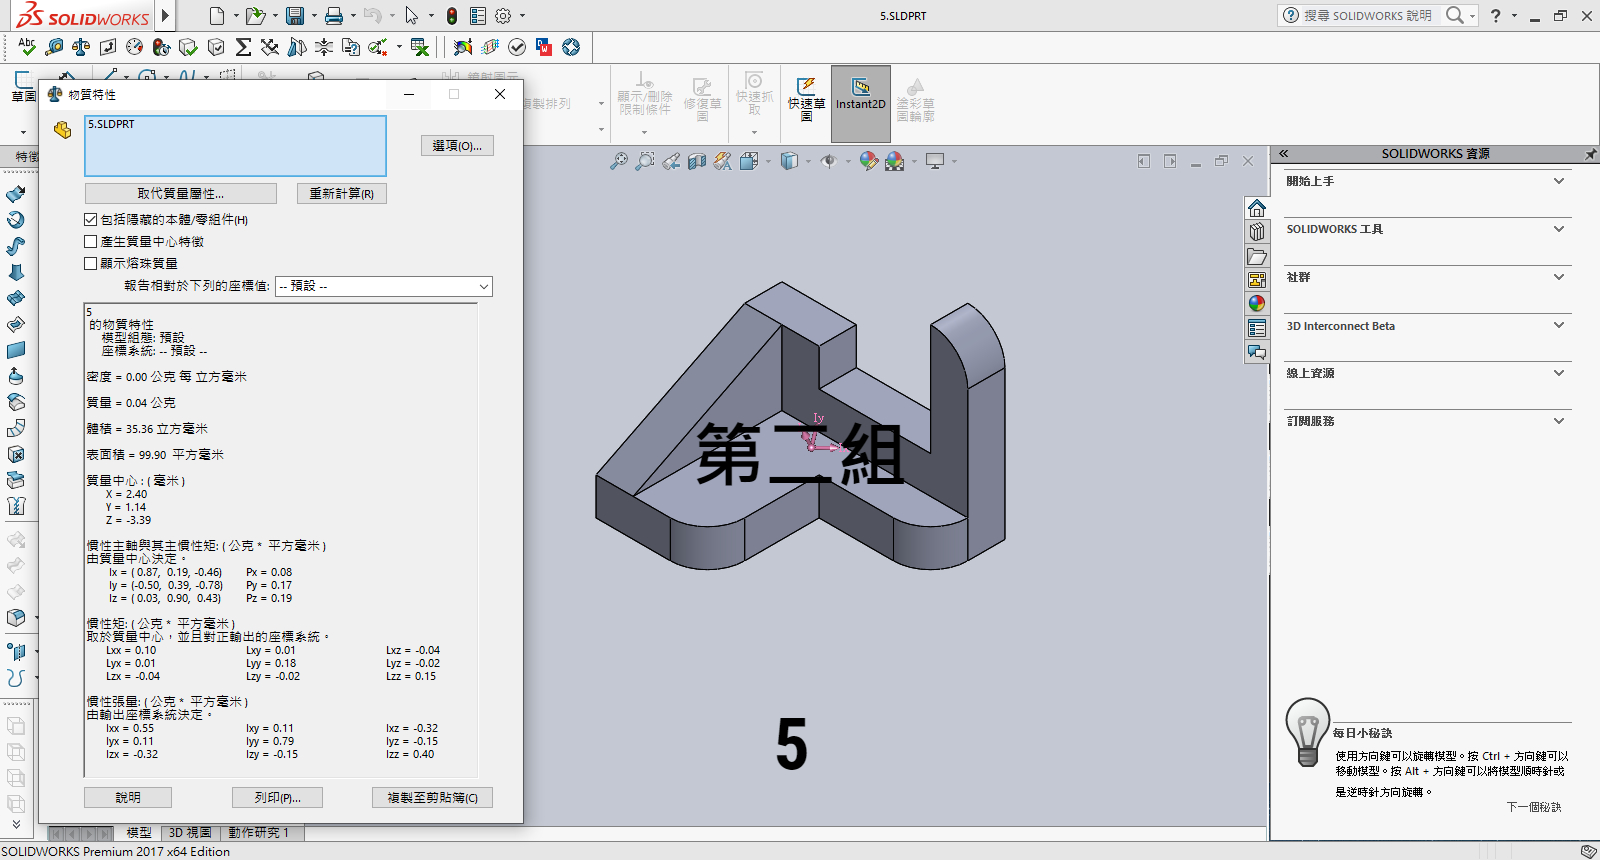 SOLIDWORKS
5.SLDPRT
搜尋 SOLIDWORKS 說明
?
Abc
草圖
鏡射圖元
複製排列
顯示/刪除限制條件
修復草圖
快速抓取
快速草圖
Instant2D
塗彩草圖輪廓
特徵
物質特性
5.SLDPRT
選項(O)...
取代質量屬性...
重新計算(R)
包括隱藏的本體/零組件(H)
產生質量中心特徵
顯示熔珠質量
報告相對於下列的座標值:
-- 預設 --
5
的物質特性
模型組態: 預設
座標系統: -- 預設 --
密度 = 0.00 公克 每 立方毫米
質量 = 0.04 公克
體積 = 35.36 立方毫米
表面積 = 99.90 平方毫米
質量中心 : ( 毫米 )
X = 2.40
Y = 1.14
Z = -3.39
慣性主軸與其主慣性矩: ( 公克 * 平方毫米 )
由質量中心決定。
Ix = ( 0.87, 0.19, -0.46) Px = 0.08
Iy = (-0.50, 0.39, -0.78) Py = 0.17
Iz = ( 0.03, 0.90, 0.43) Pz = 0.19
慣性矩: ( 公克 * 平方毫米 )
取於質量中心，並且對正輸出的座標系統。
Lxx = 0.10 Lxy = 0.01 Lxz = -0.04
Lyx = 0.01 Lyy = 0.18 Lyz = -0.02
Lzx = -0.04 Lzy = -0.02 Lzz = 0.15
慣性張量: ( 公克 * 平方毫米 )
由輸出座標系統決定。
Ixx = 0.55 Ixy = 0.11 Ixz = -0.32
Iyx = 0.11 Iyy = 0.79 Iyz = -0.15
Izx = -0.32 Izy = -0.15 Izz = 0.40
說明
列印(P)...
複製至剪貼簿(C)
Iy
第二組
5
SOLIDWORKS 資源
開始上手
SOLIDWORKS 工具
社群
3D Interconnect Beta
線上資源
訂閱服務
每日小秘訣
使用方向鍵可以旋轉模型。按 Ctrl + 方向鍵可以
移動模型。按 Alt + 方向鍵可以將模型順時針或
是逆時針方向旋轉。
下一個秘訣
模型
3D 視圖
動作研究 1
SOLIDWORKS Premium 2017 x64 Edition